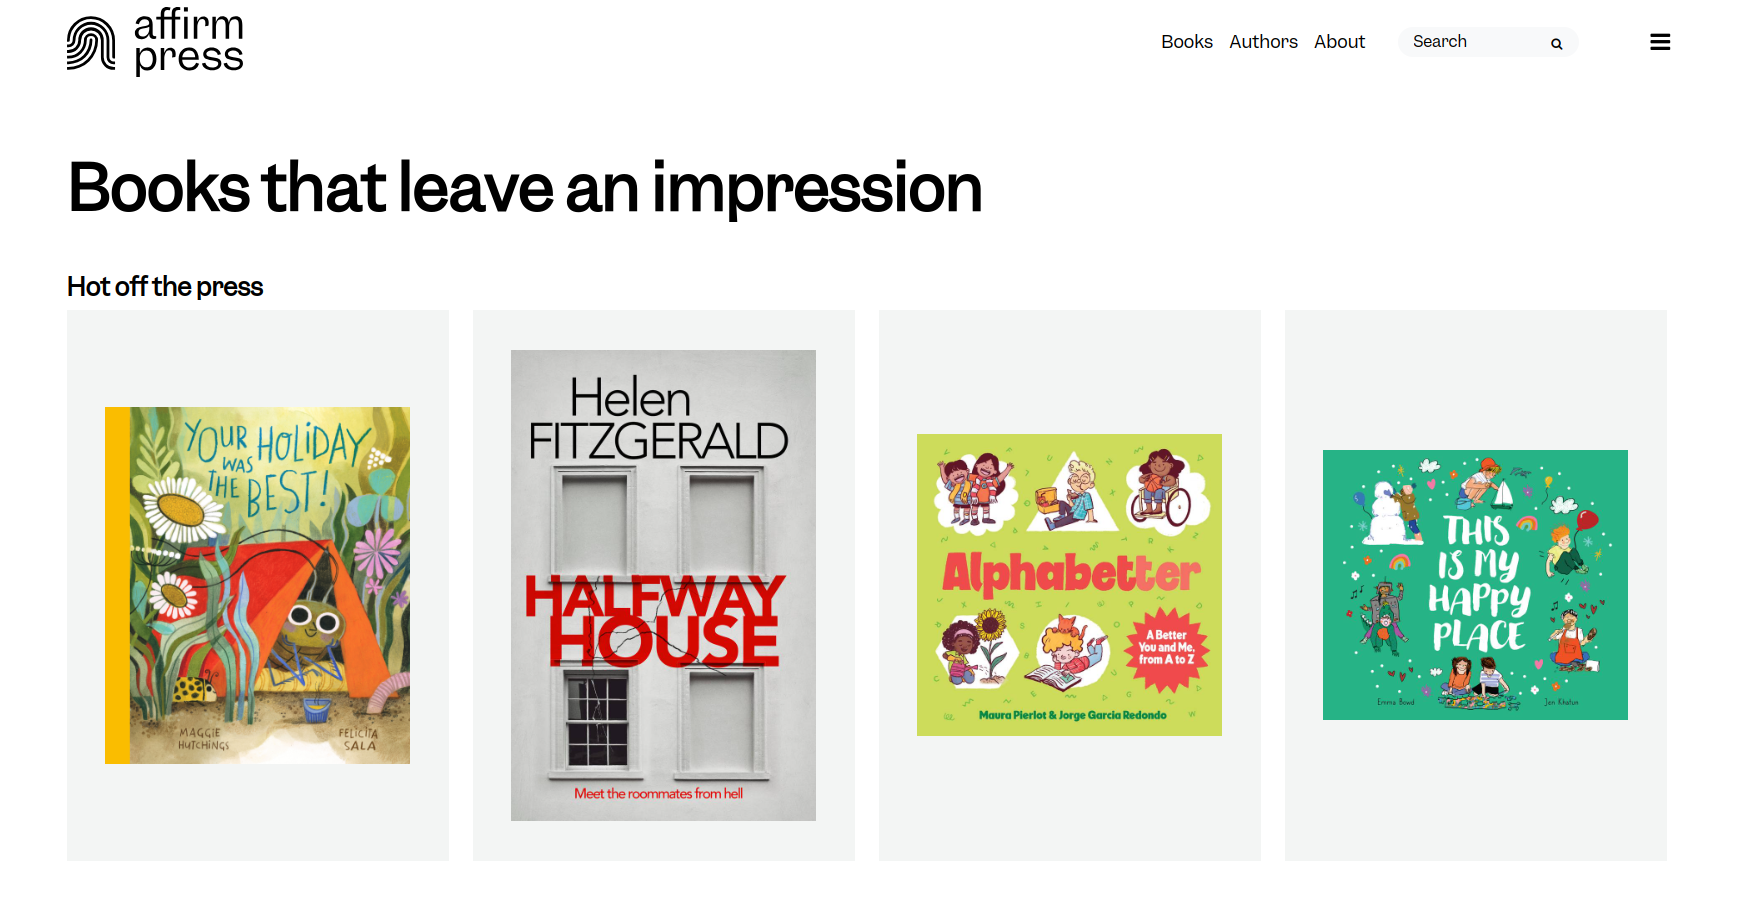 affirm
press
Books Authors About Search
Books that leave an impression
Hot off the press
YOUR HOLIDAY
WAS
THE BEST!
MAGGIE
HUTCHINGS
FELICITA
SALA
Helen
FITZGERALD
HALFWAY
HOUSE
Meet the roommates from hell
Alphabetter
A Better
You and Me,
from A to Z
Maura Pierlot & Jorge Garcia Redondo
THIS
IS MY
HAPPY
PLACE
Emma Bowd
Jen Khatun